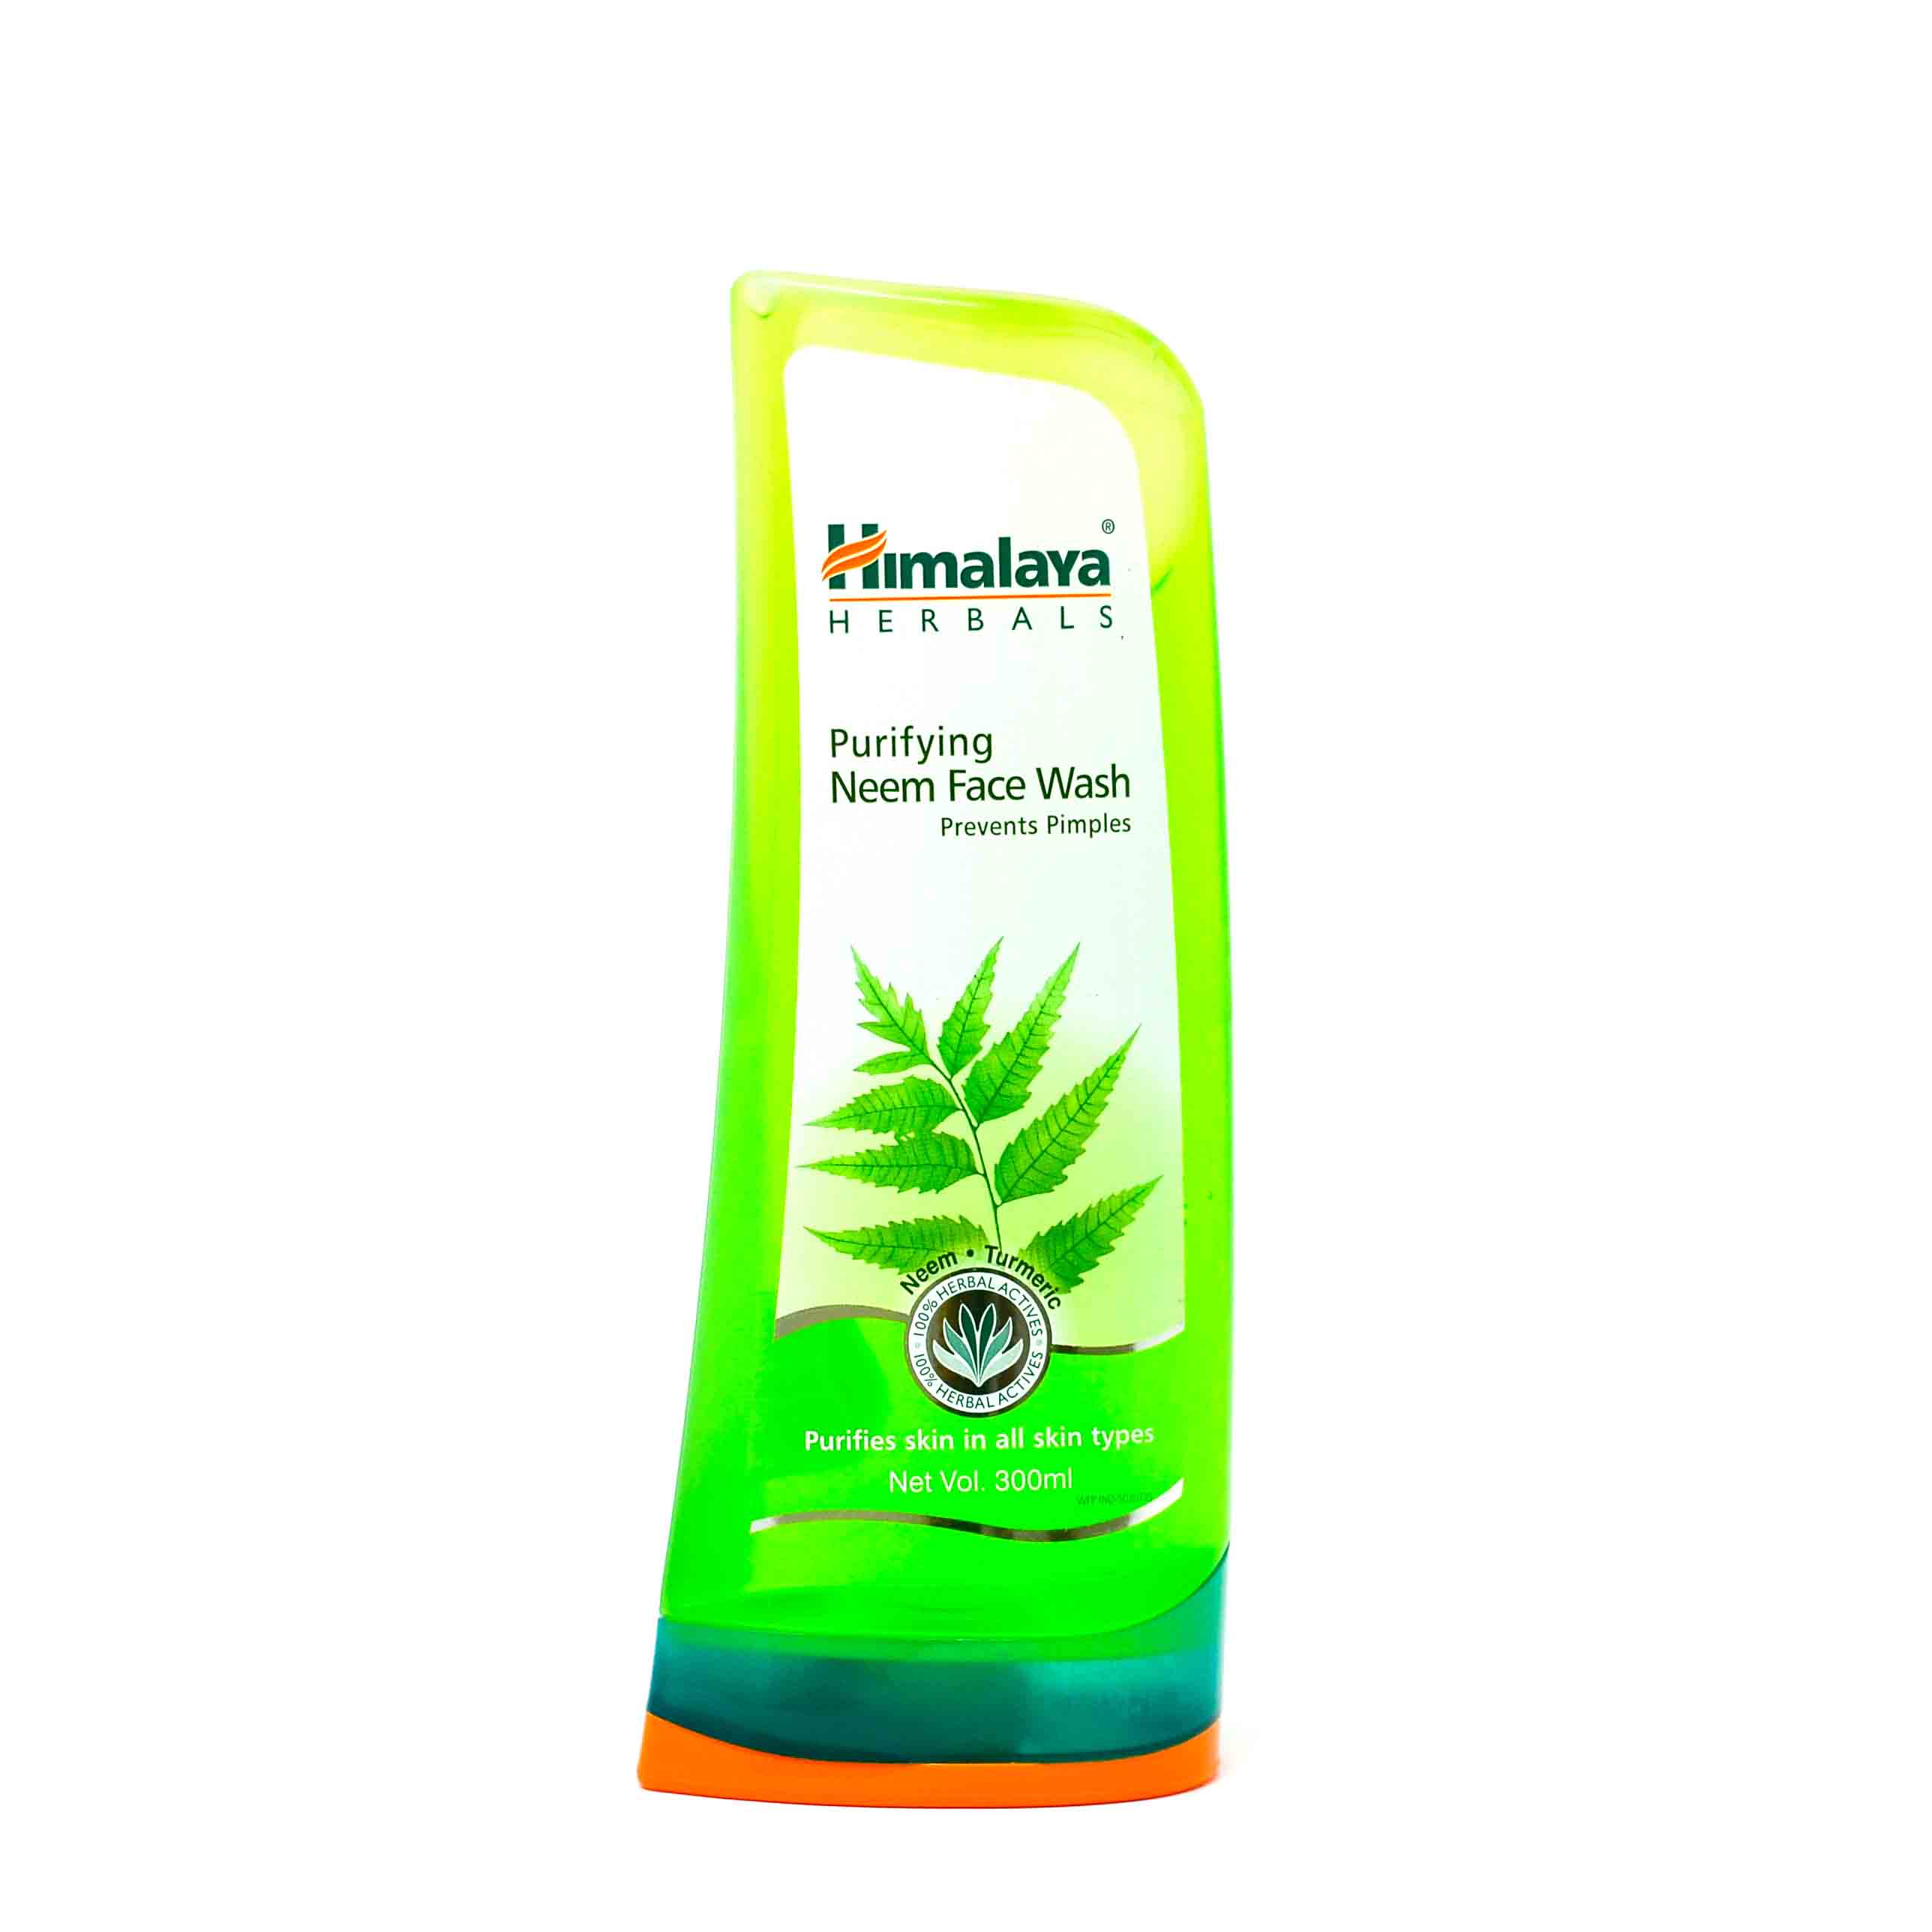 Himalaya®
HERBALS
Purifying
Neem Face Wash
Prevents Pimples
Neem • Turmeric
100% HERBAL ACTIVES
100% HERBAL ACTIVES
Purifies skin in all skin types
Net Vol. 300ml